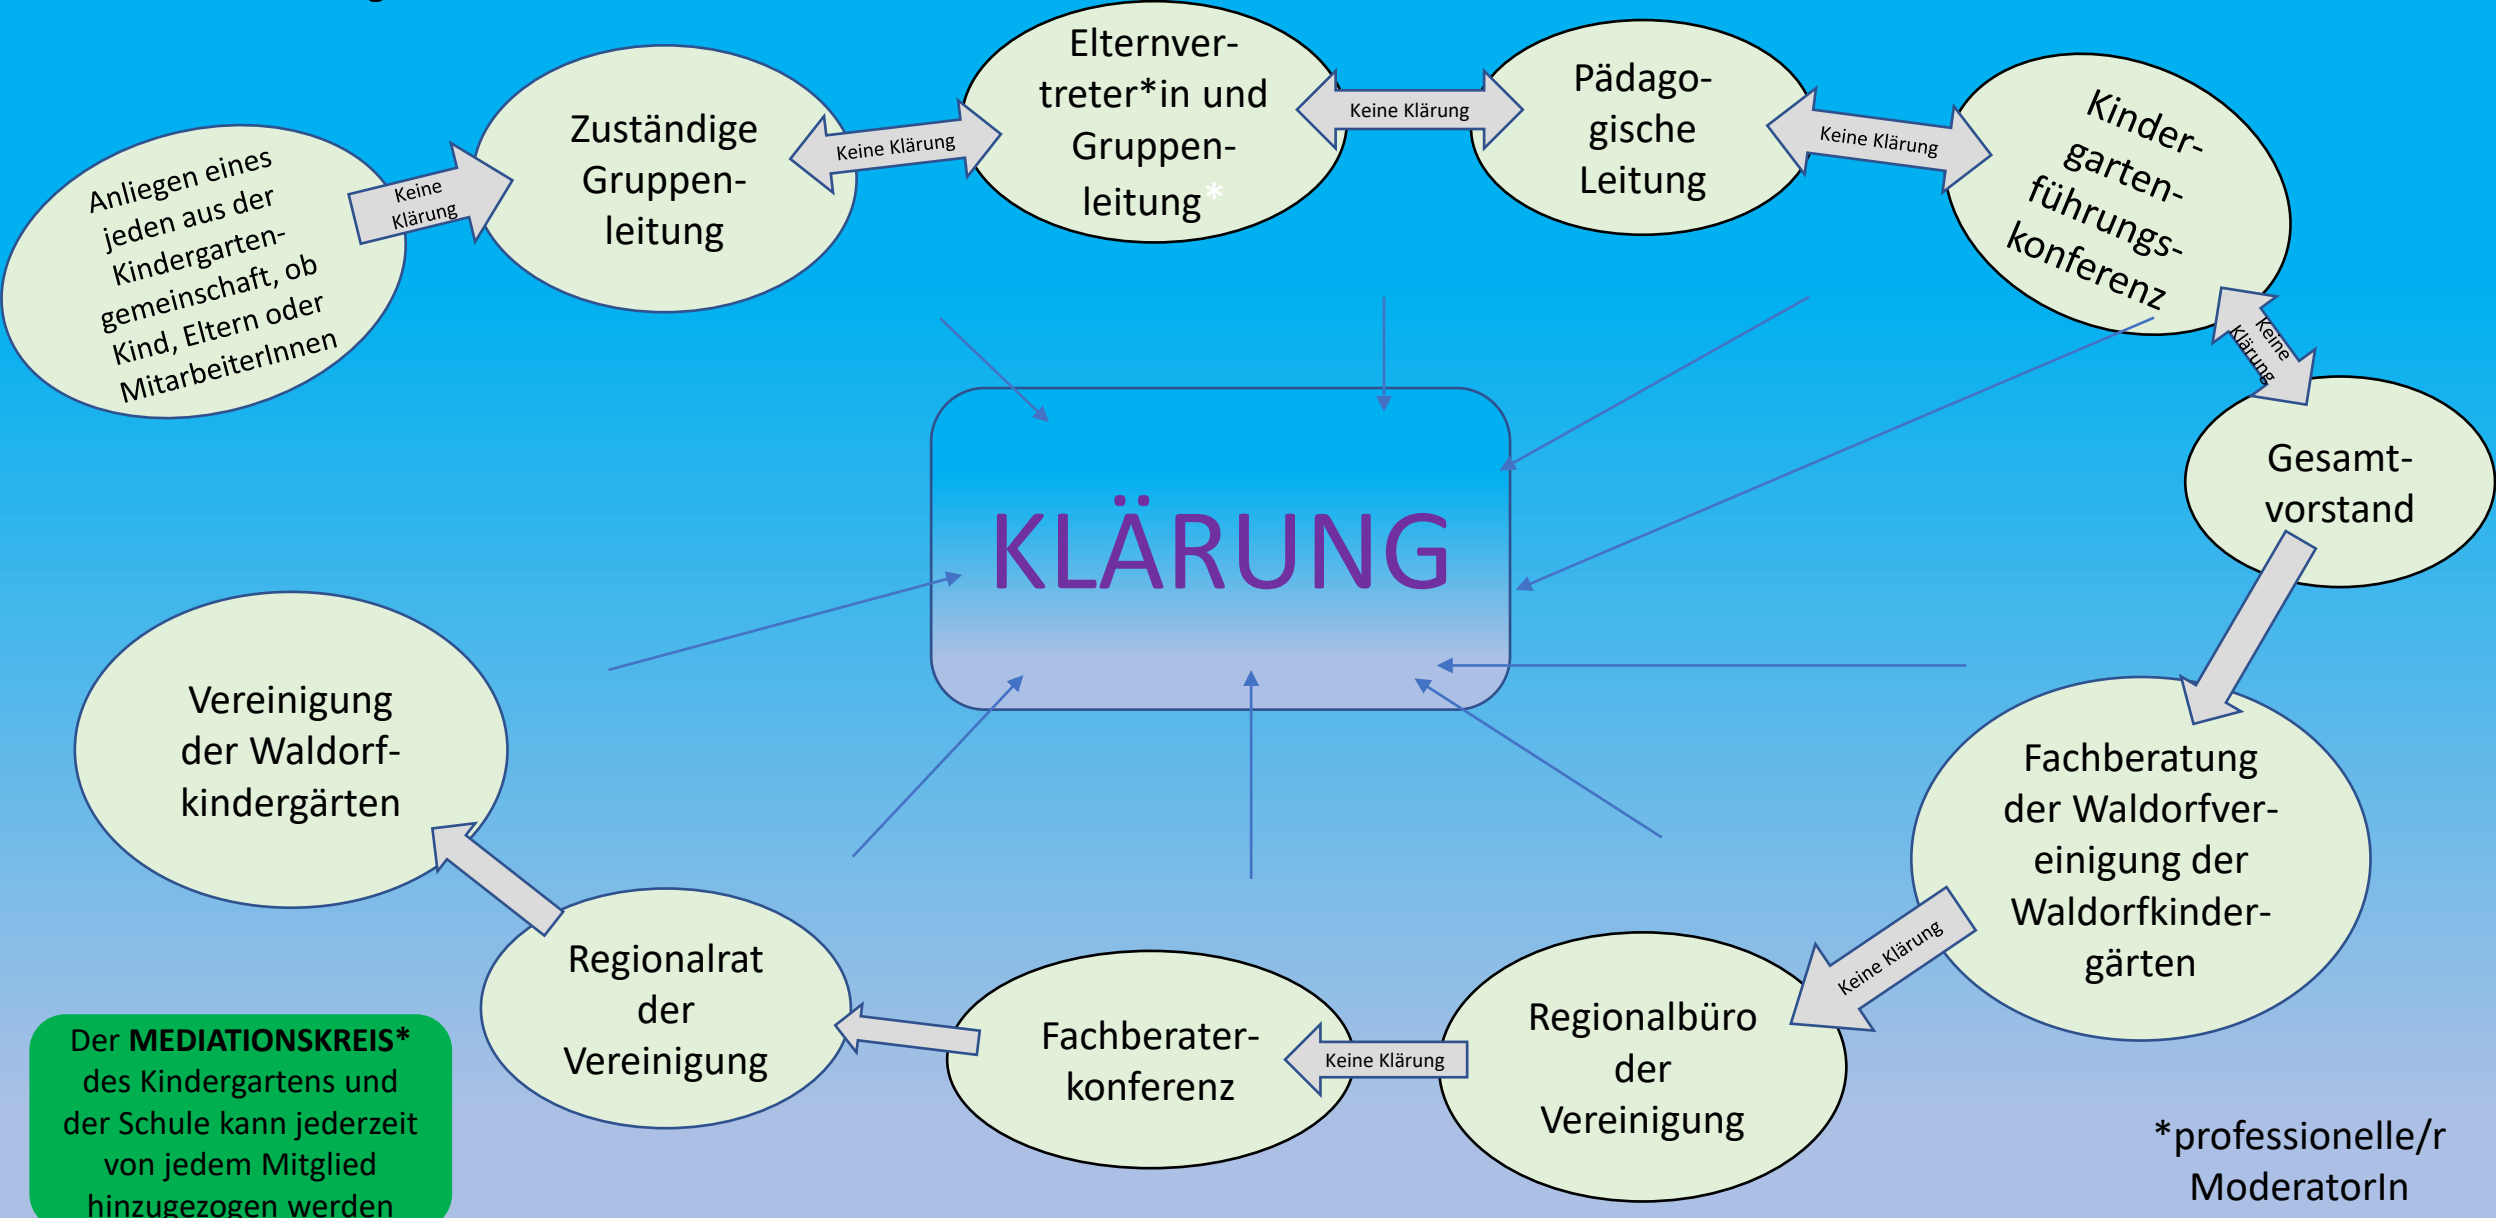 Anliegen eines
jeden aus der
Kindergarten-
gemeinschaft, ob
Kind, Eltern oder
MitarbeiterInnen
Keine
Klärung
Zuständige
Gruppen-
leitung
Keine Klärung
Elternver-
treter*in und
Gruppen-
leitung*
Keine Klärung
Pädago-
gische
Leitung
Keine Klärung
Kinder-
garten-
führungs-
konferenz
Keine
Klärung
Gesamt-
vorstand
KLÄRUNG
Fachberatung
der Waldorfver-
einigung der
Waldorfkinder-
gärten
Keine Klärung
Regionalbüro
der
Vereinigung
Keine Klärung
Fachberater-
konferenz
Regionalrat
der
Vereinigung
Vereinigung
der Waldorf-
kindergärten
Der MEDIATIONSKREIS*
des Kindergartens und
der Schule kann jederzeit
von jedem Mitglied
hinzugezogen werden
*professionelle/r
ModeratorIn